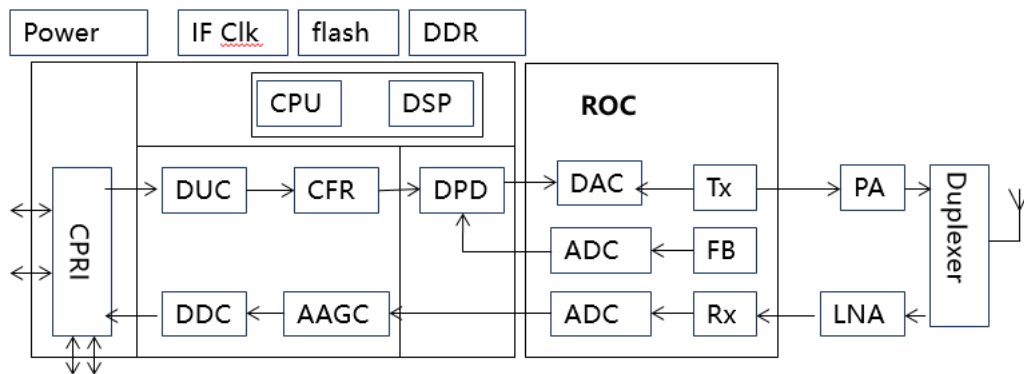 Power
IF Clk
flash
DDR
CPU
DSP
ROC
CPRI
DUC
CFR
DPD
DAC
Tx
PA
Duplexer
ADC
FB
DDC
AAGC
ADC
Rx
LNA